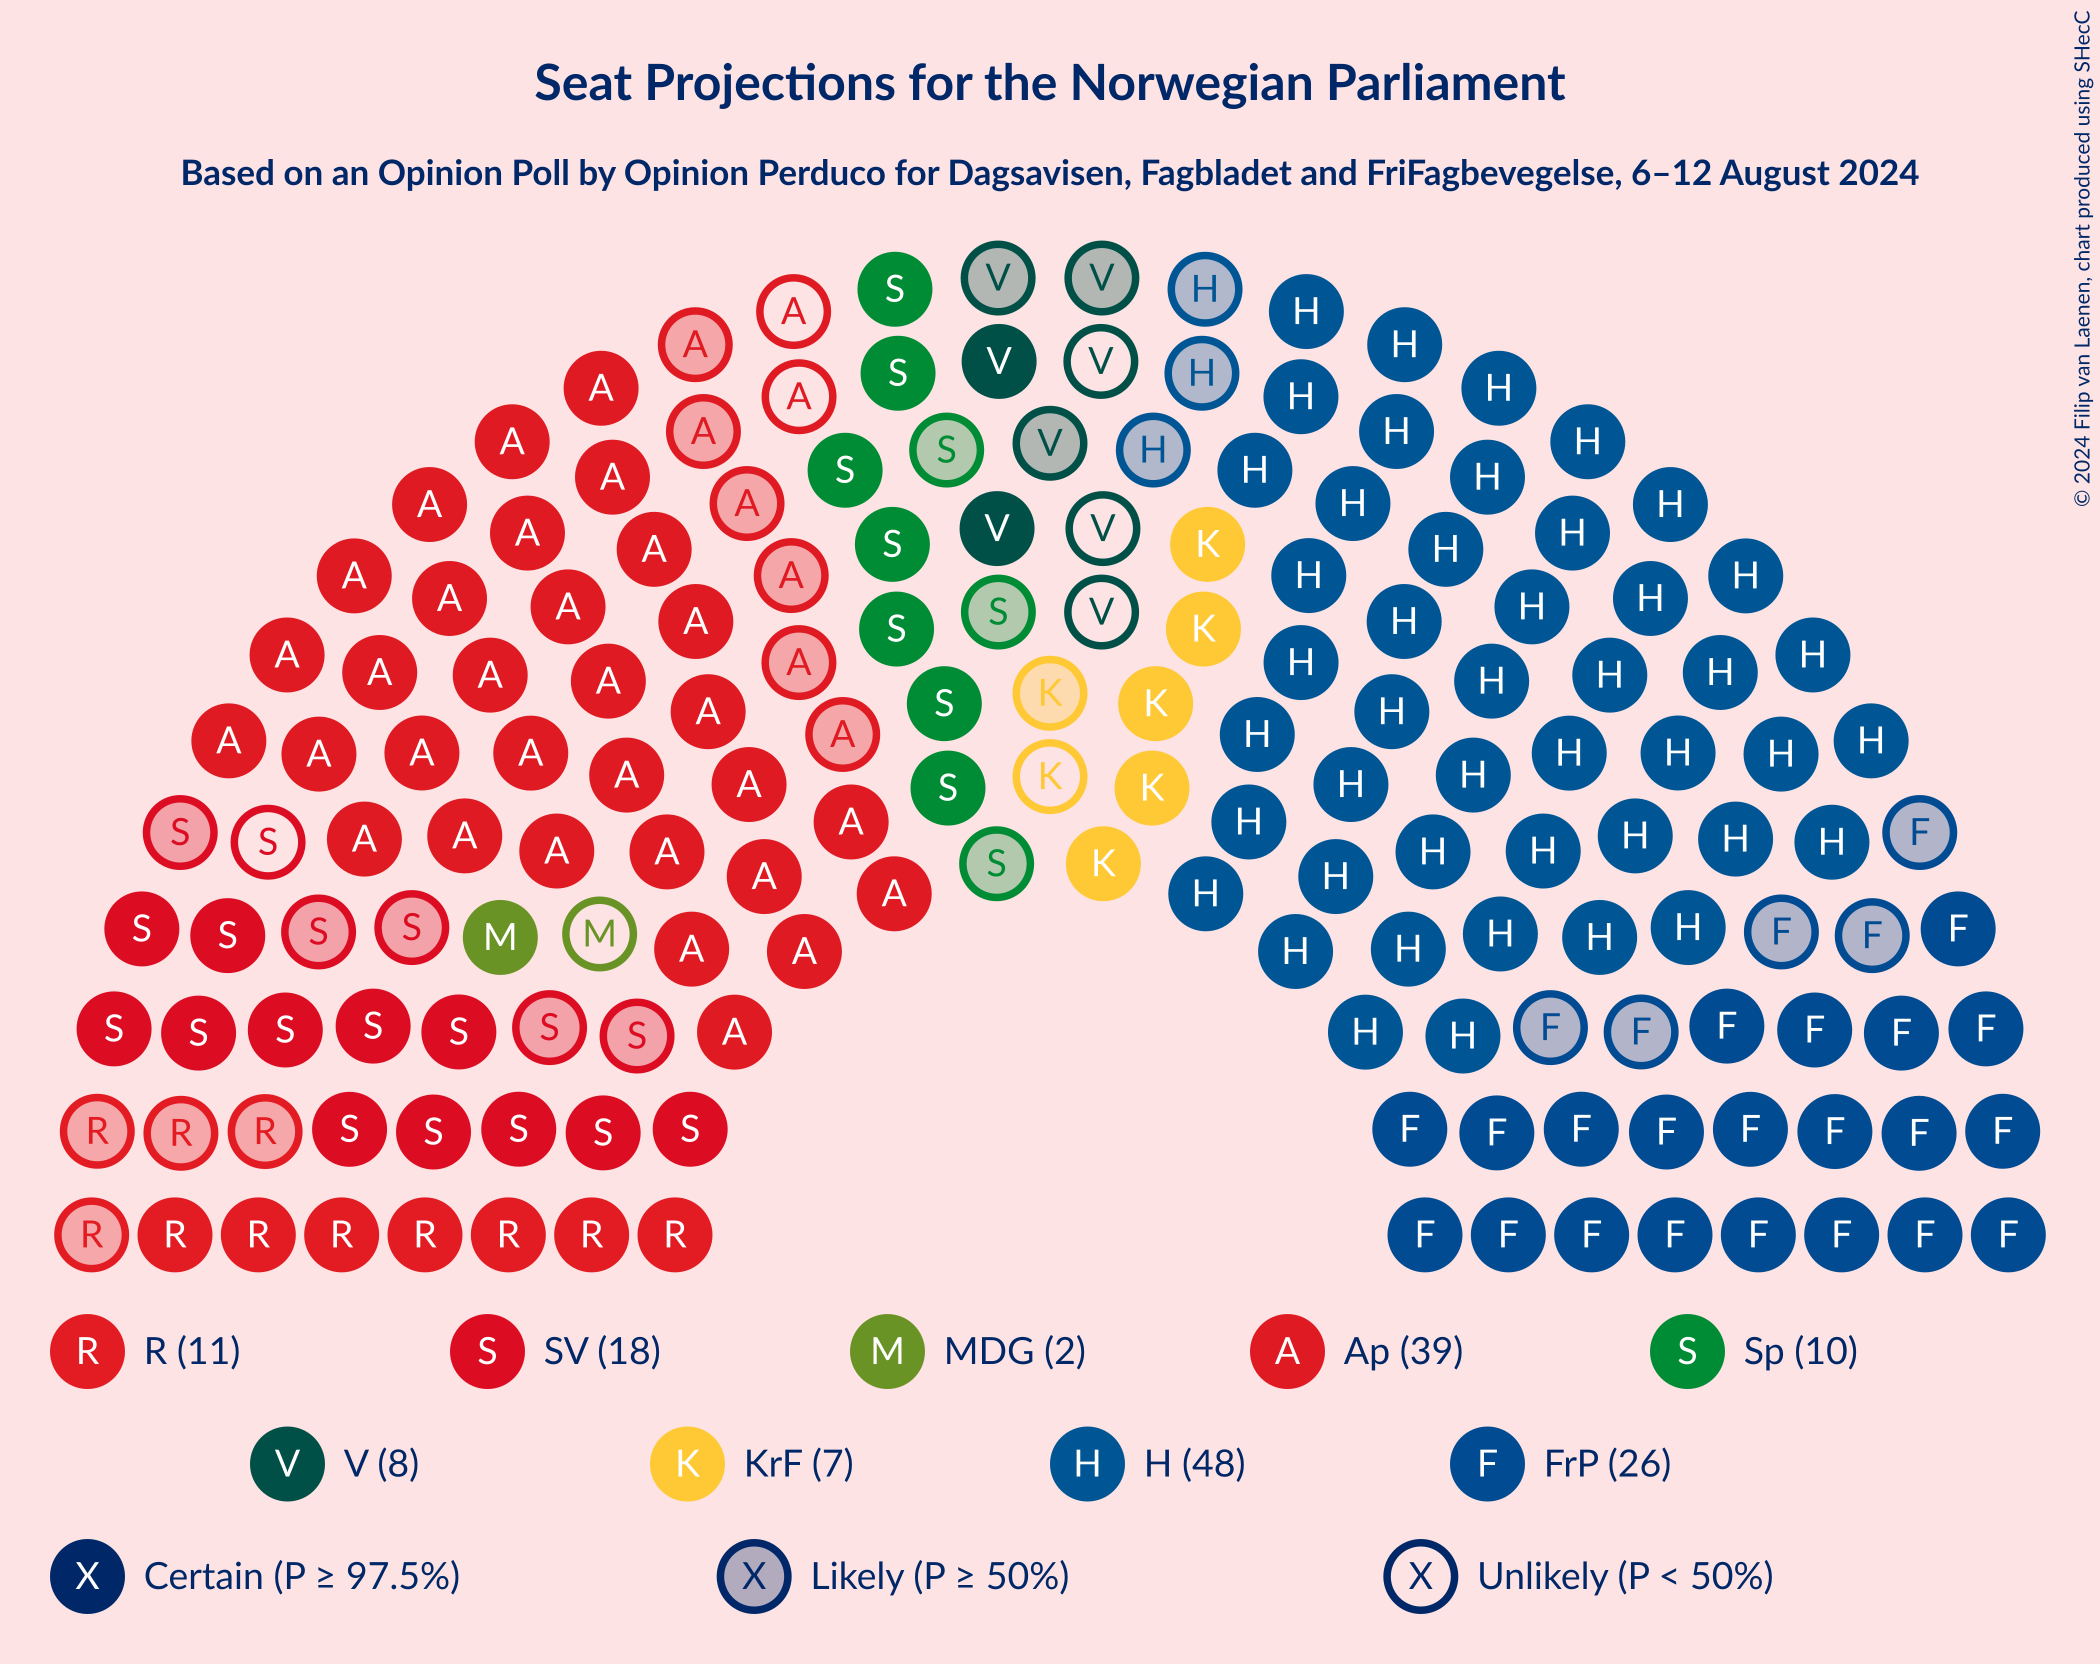 Seat Projections for the Norwegian Parliament
Based on an Opinion Poll by Opinion Perduco for Dagsavisen, Fagbladet and FriFagbevegelse, 6–12 August 2024
© 2024 Filip van Laenen, chart produced using SHecC
V V
S H
A H
A V V H
S H
A H
A H
A H
A S V H
A H
A S H
A H
A H
A V V
S K
A H
A H
A H
A H
A S V
A S K
A H
A H
A H
A K
A S K H
A H
A H
A A H H
A A A A K H H H H
A S K H
A A H H
S S A A A A S K H H H H H F
A A H H
S S S S M M A A H H H H F F F
S S S S S S S A H H F F F F F F
R R R S S S S S F F F F F F F F
R R R R R R R R F F F F F F F F
R R (11) S SV (18) M MDG (2) A Ap (39) S Sp (10)
V V (8) K KrF (7) H H (48) F FrP (26)
X Certain (P ≥ 97.5%) X Likely (P ≥ 50%) X Unlikely (P < 50%)